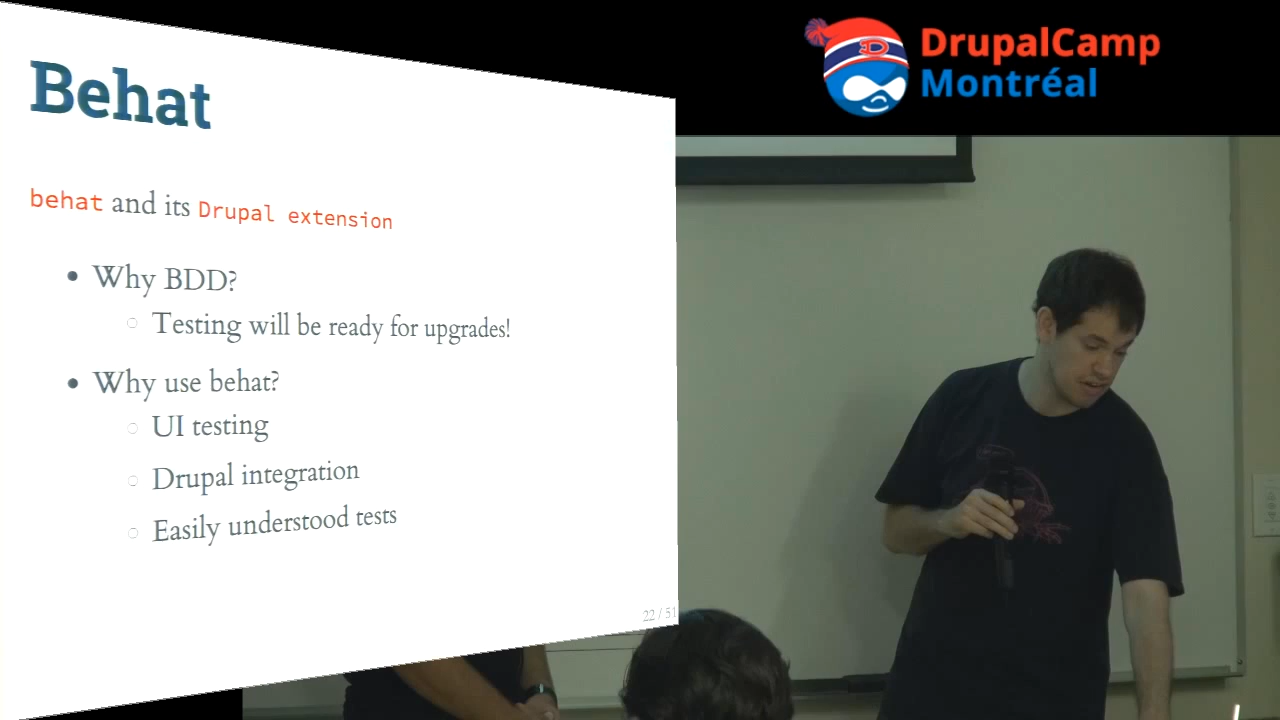 Behat
behat and its Drupal extension
• Why BDD?
○ Testing will be ready for upgrades!
• Why use behat?
○ UI testing
○ Drupal integration
○ Easily understood tests
22 / 51
D
DrupalCamp
Montréal